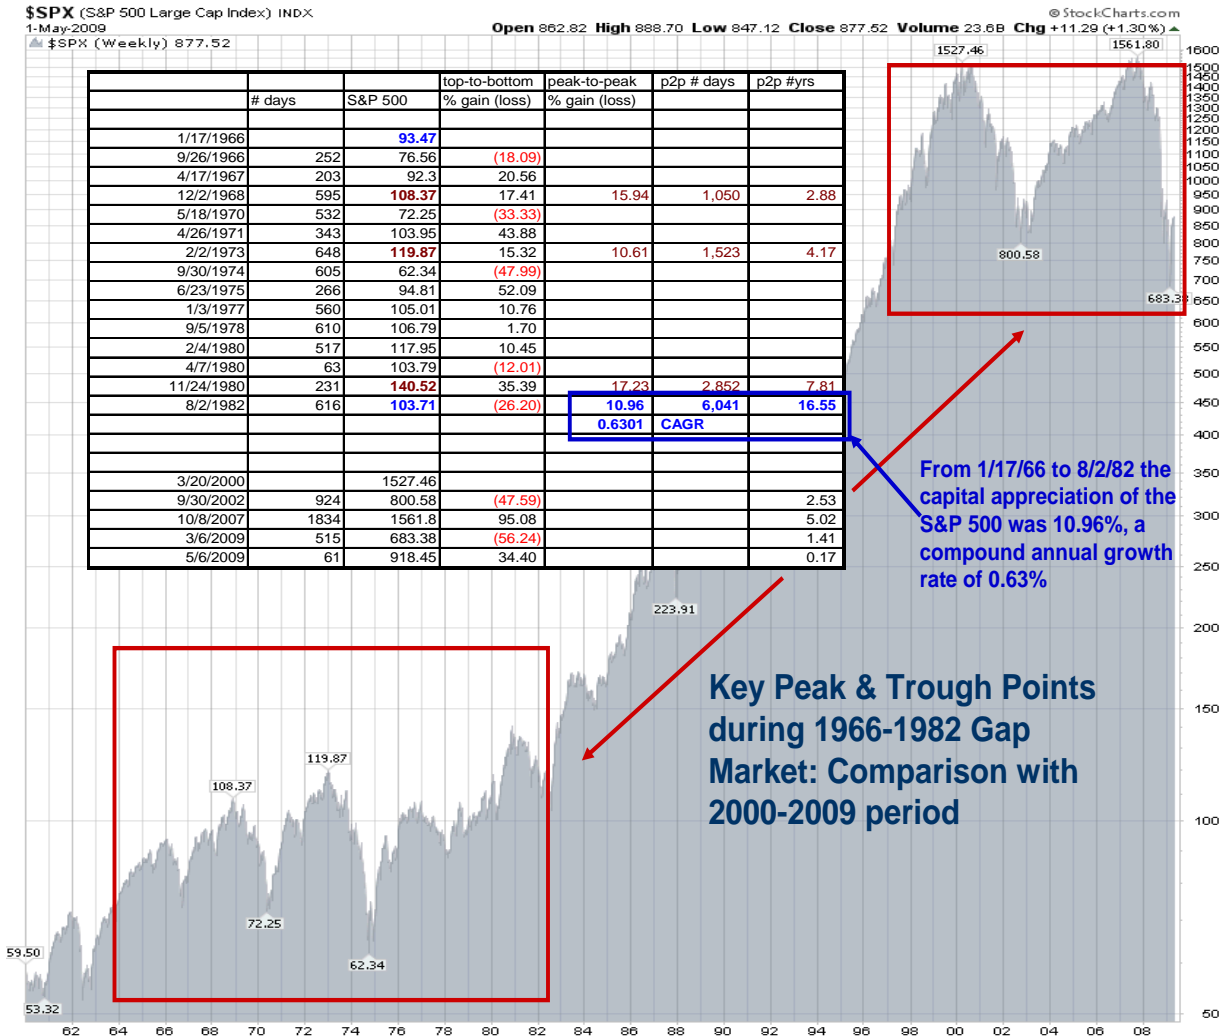 $SPX (S&P 500 Large Cap Index) INDX
© StockCharts.com
1-May-2009
Open 862.82 High 888.70 Low 847.12 Close 877.52 Volume 23.6B Chg +11.29 (+1.30%)
$SPX (Weekly) 877.52
1527.46
1561.80
top-to-bottom peak-to-peak p2p # days p2p #yrs
# days S&P 500 % gain (loss) % gain (loss)
1/17/1966 93.47
9/26/1966 252 76.56 (18.09)
4/17/1967 203 92.3 20.56
12/2/1968 595 108.37 17.41 15.94 1,050 2.88
5/18/1970 532 72.25 (33.33)
4/26/1971 343 103.95 43.88
2/2/1973 648 119.87 15.32 10.61 1,523 4.17
9/30/1974 605 62.34 (47.99)
6/23/1975 266 94.81 52.09
1/3/1977 560 105.01 10.76
9/5/1978 610 106.79 1.70
2/4/1980 517 117.95 10.45
4/7/1980 63 103.79 (12.01)
11/24/1980 231 140.52 35.39 17.23 2,852 7.81
8/2/1982 616 103.71 (26.20) 10.96 6,041 16.55
0.6301 CAGR
3/20/2000 1527.46
9/30/2002 924 800.58 (47.59) 2.53
10/8/2007 1834 1561.8 95.08 5.02
3/6/2009 515 683.38 (56.24) 1.41
5/6/2009 61 918.45 34.40 0.17
800.58
683.38
From 1/17/66 to 8/2/82 the
capital appreciation of the
S&P 500 was 10.96%, a
compound annual growth
rate of 0.63%
223.91
Key Peak & Trough Points
during 1966-1982 Gap
Market: Comparison with
2000-2009 period
119.87
108.37
72.25
62.34
59.50
53.32
1600
1500
1450
1400
1350
1300
1250
1200
1150
1100
1050
1000
950
900
850
800
750
700
650
600
550
500
450
400
350
300
250
200
150
100
50
62 64 66 68 70 72 74 76 78 80 82 84 86 88 90 92 94 96 98 00 02 04 06 08